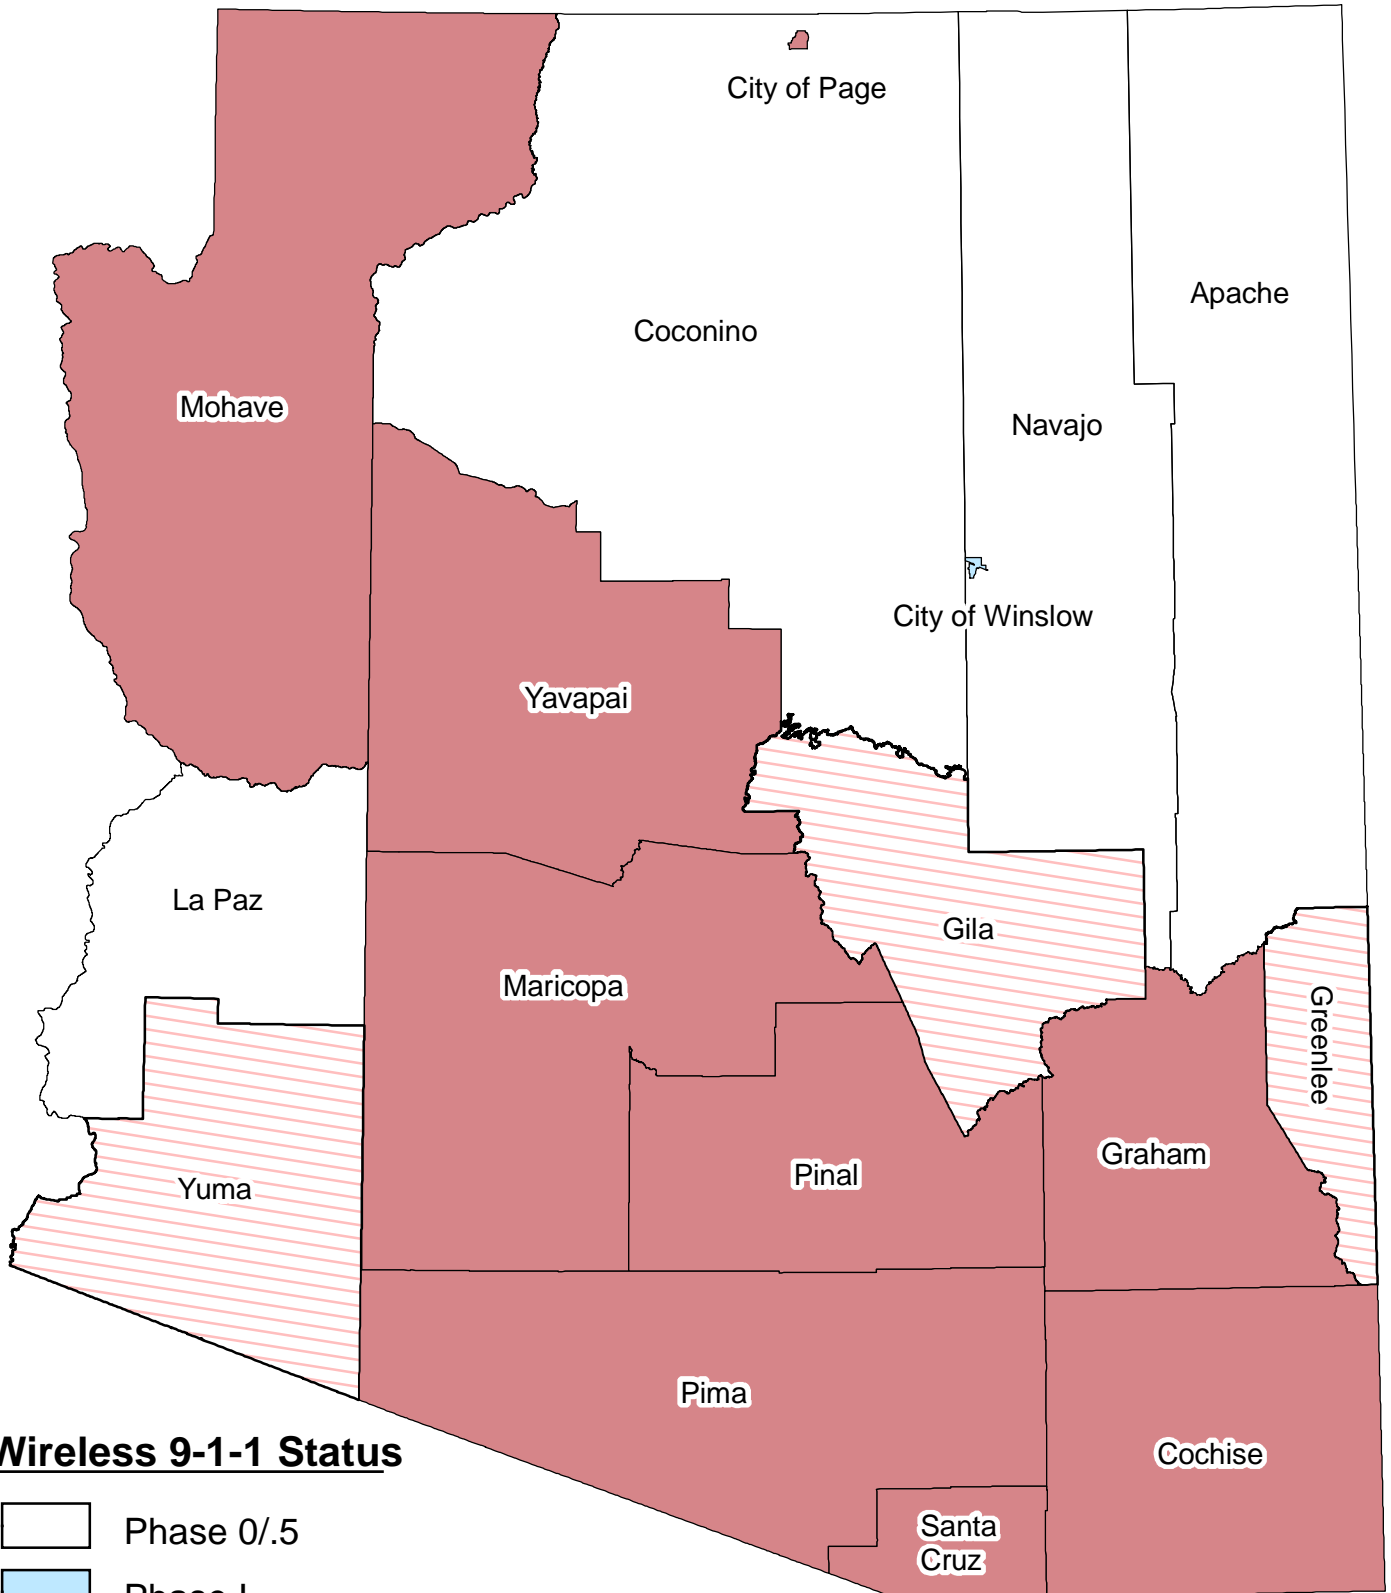 City of Page
Apache
Coconino
Mohave
Navajo
City of Winslow
Yavapai
La Paz
Gila
Maricopa
Greenlee
Graham
Pinal
Yuma
Pima
Cochise
Santa
Cruz
Wireless 9-1-1 Status
Phase 0/.5
Phase I